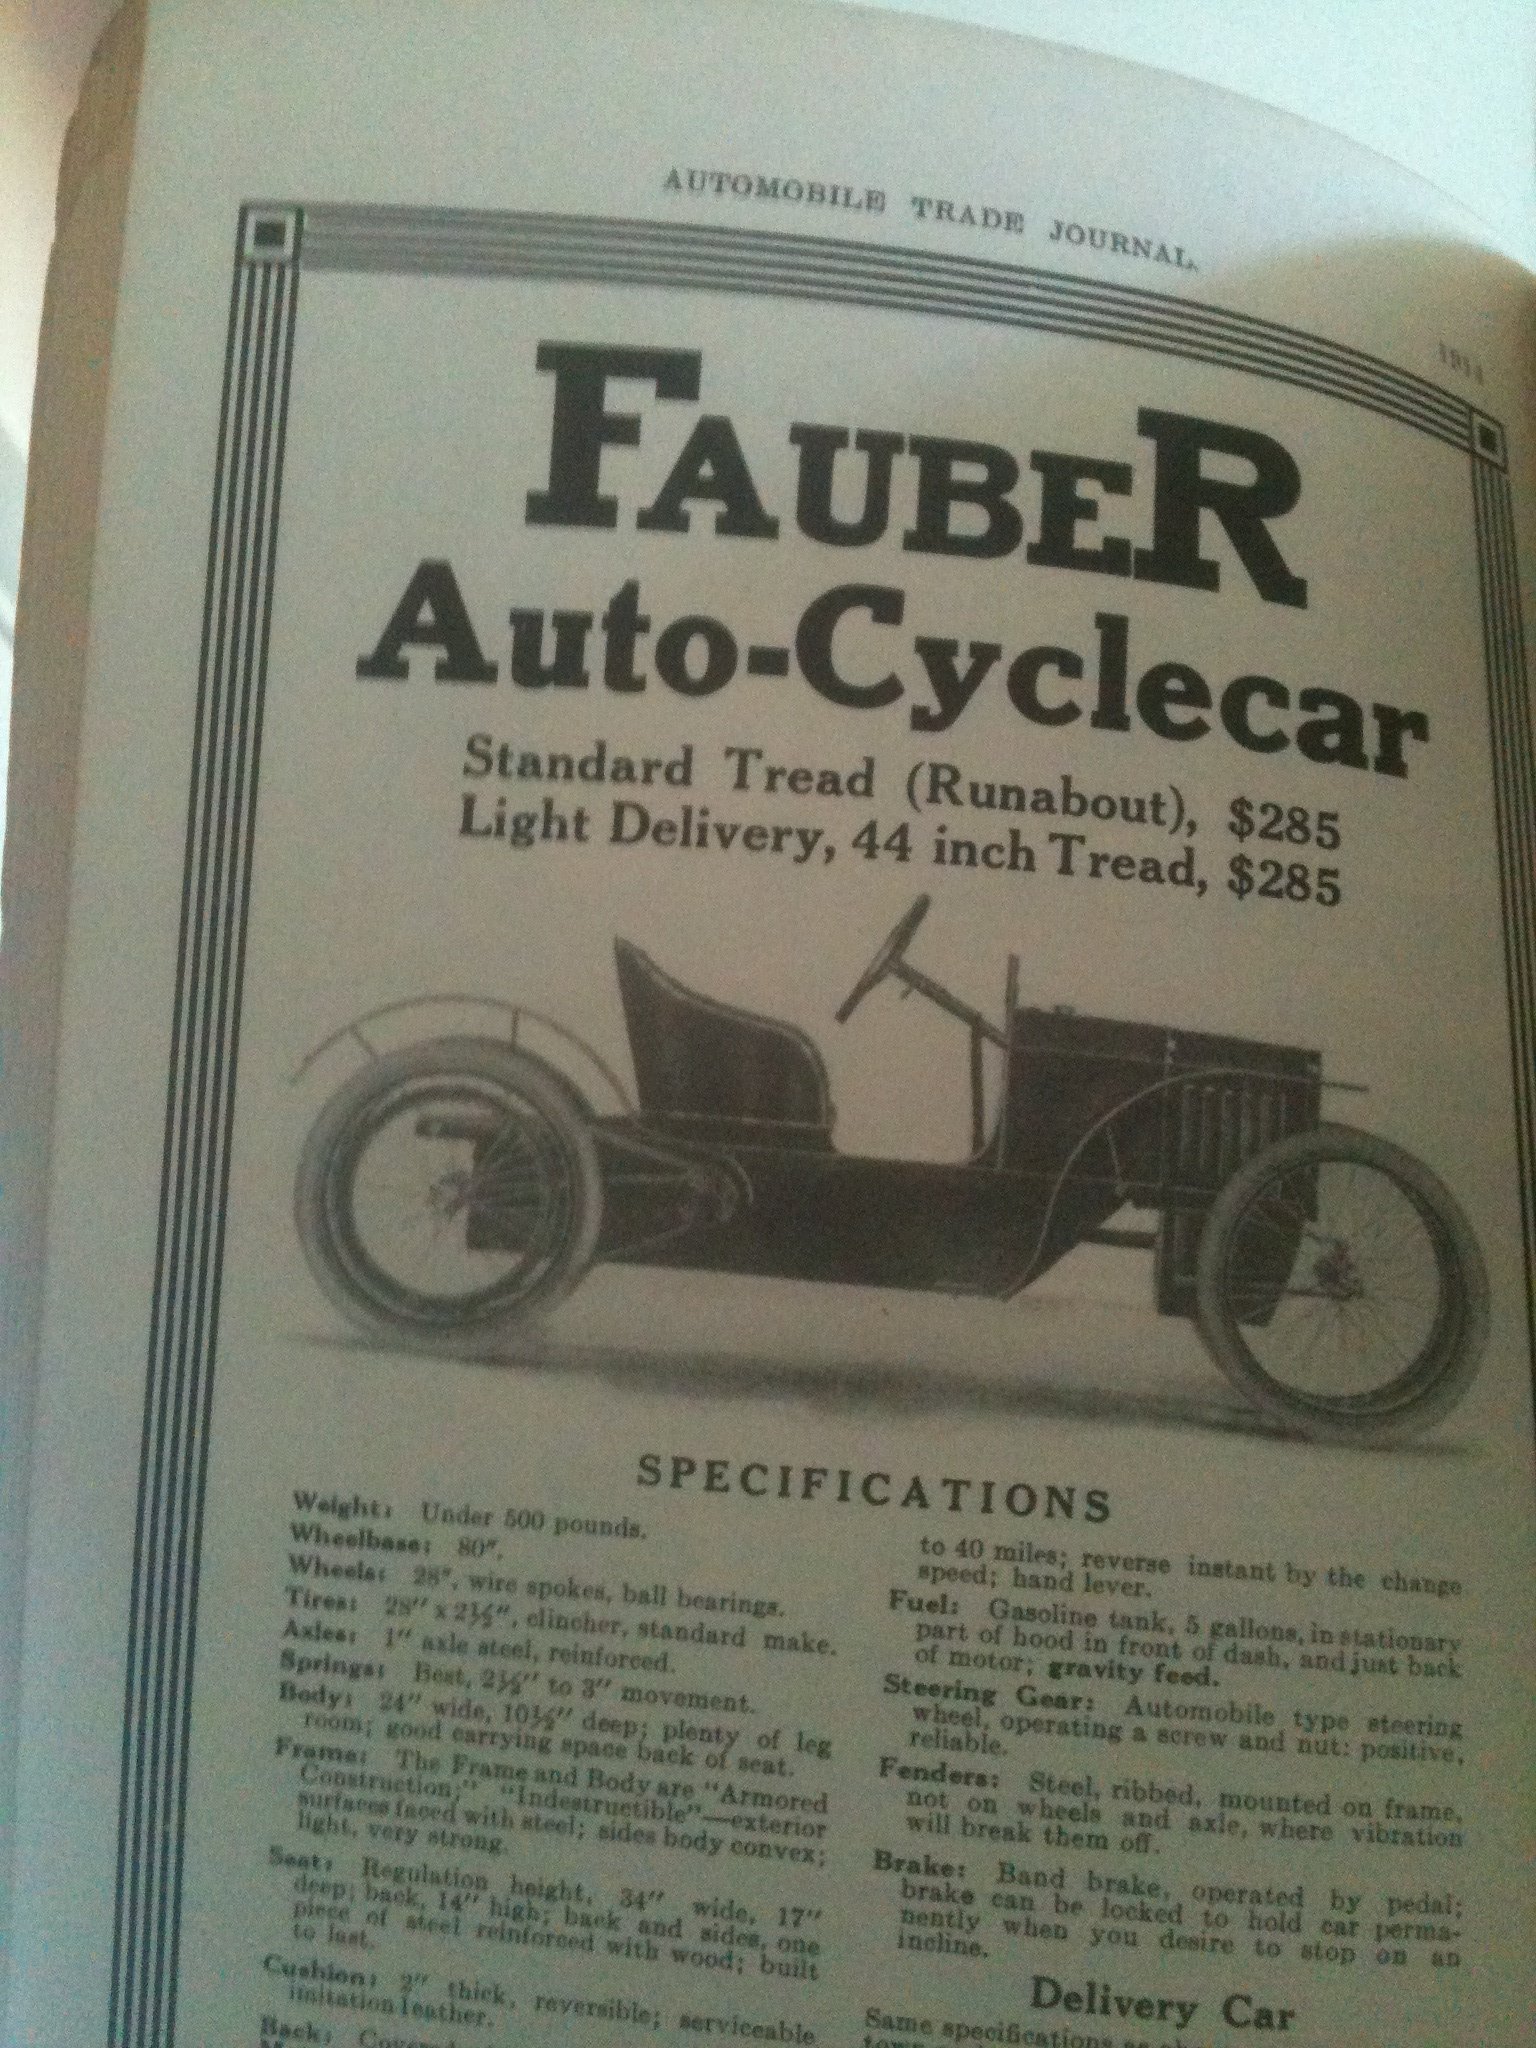 AUTOMOBILE TRADE JOURNAL
1914
FAUBER
Auto-Cyclecar
Standard Tread (Runabout), $285
Light Delivery, 44 inch Tread, $285
SPECIFICATIONS
Weight: Under 500 pounds.
Wheelbase: 80".
Wheels: 28", wire spokes, ball bearings.
Tires: 28" x 2½", clincher, standard make.
Axles: 1" axle steel, reinforced.
Springs: Best, 2½" to 3" movement.
Body: 24" wide, 10½" deep; plenty of leg
room; good carrying space back of seat.
Frame: The Frame and Body are "Armored
Construction;" "Indestructible"—exterior
surfaces faced with steel; sides body convex;
light, very strong.
Seat: Regulation height, 34" wide, 17"
deep; back, 14" high; back and sides, one
piece of steel reinforced with wood; built
to last.
Cushion: 2" thick, reversible; serviceable
imitation leather.
Back:
to 40 miles; reverse instant by the change
speed; hand lever.
Fuel: Gasoline tank, 5 gallons, in stationary
part of hood in front of dash, and just back
of motor; gravity feed.
Steering Gear: Automobile type steering
wheel, operating a screw and nut: positive,
reliable.
Fenders: Steel, ribbed, mounted on frame,
not on wheels and axle, where vibration
will break them off.
Brake: Band brake, operated by pedal;
brake can be locked to hold car perma-
nently when you desire to stop on an
incline.
Delivery Car
Same specifications as